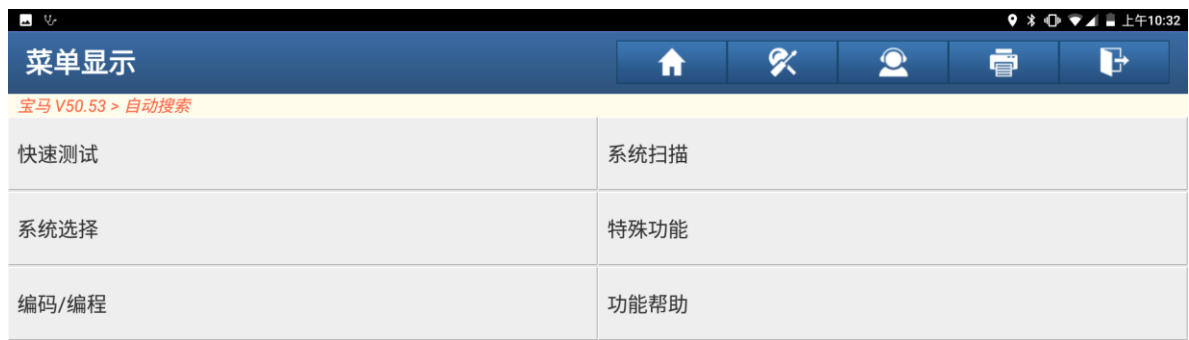 上午10:32
菜单显示
宝马 V50.53 > 自动搜索
快速测试
系统扫描
系统选择
特殊功能
编码/编程
功能帮助